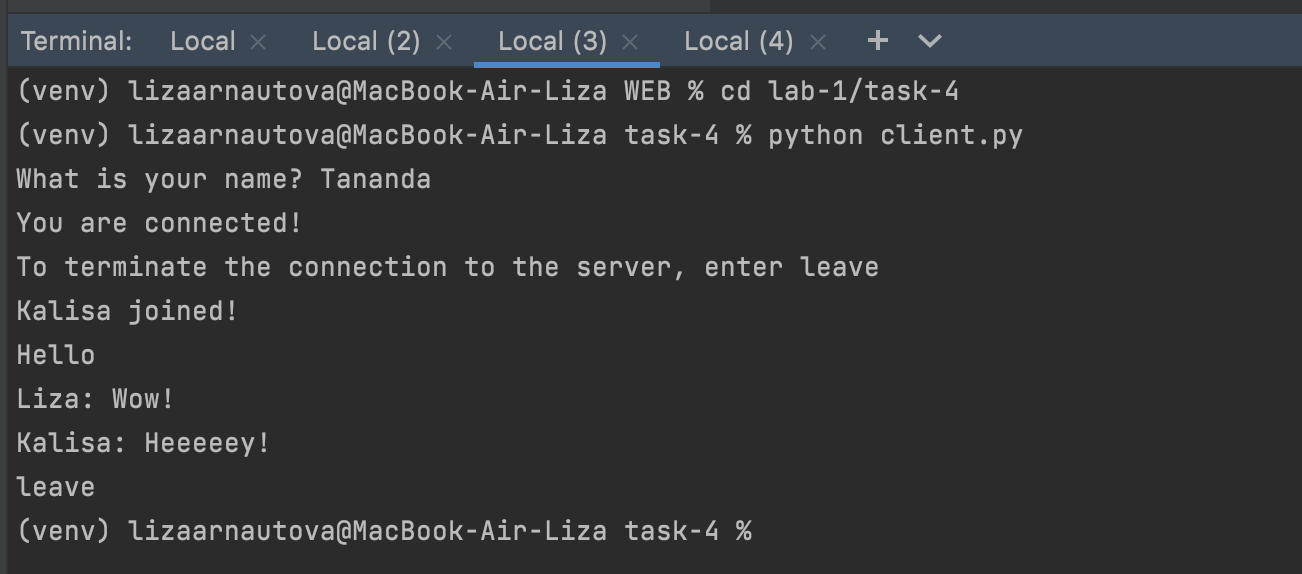 Terminal: Local × Local (2) × Local (3) × Local (4) × +
(venv) lizaarnautova@MacBook-Air-Liza WEB % cd lab-1/task-4
(venv) lizaarnautova@MacBook-Air-Liza task-4 % python client.py
What is your name? Tananda
You are connected!
To terminate the connection to the server, enter leave
Kalisa joined!
Hello
Liza: Wow!
Kalisa: Heeeeey!
leave
(venv) lizaarnautova@MacBook-Air-Liza task-4 %